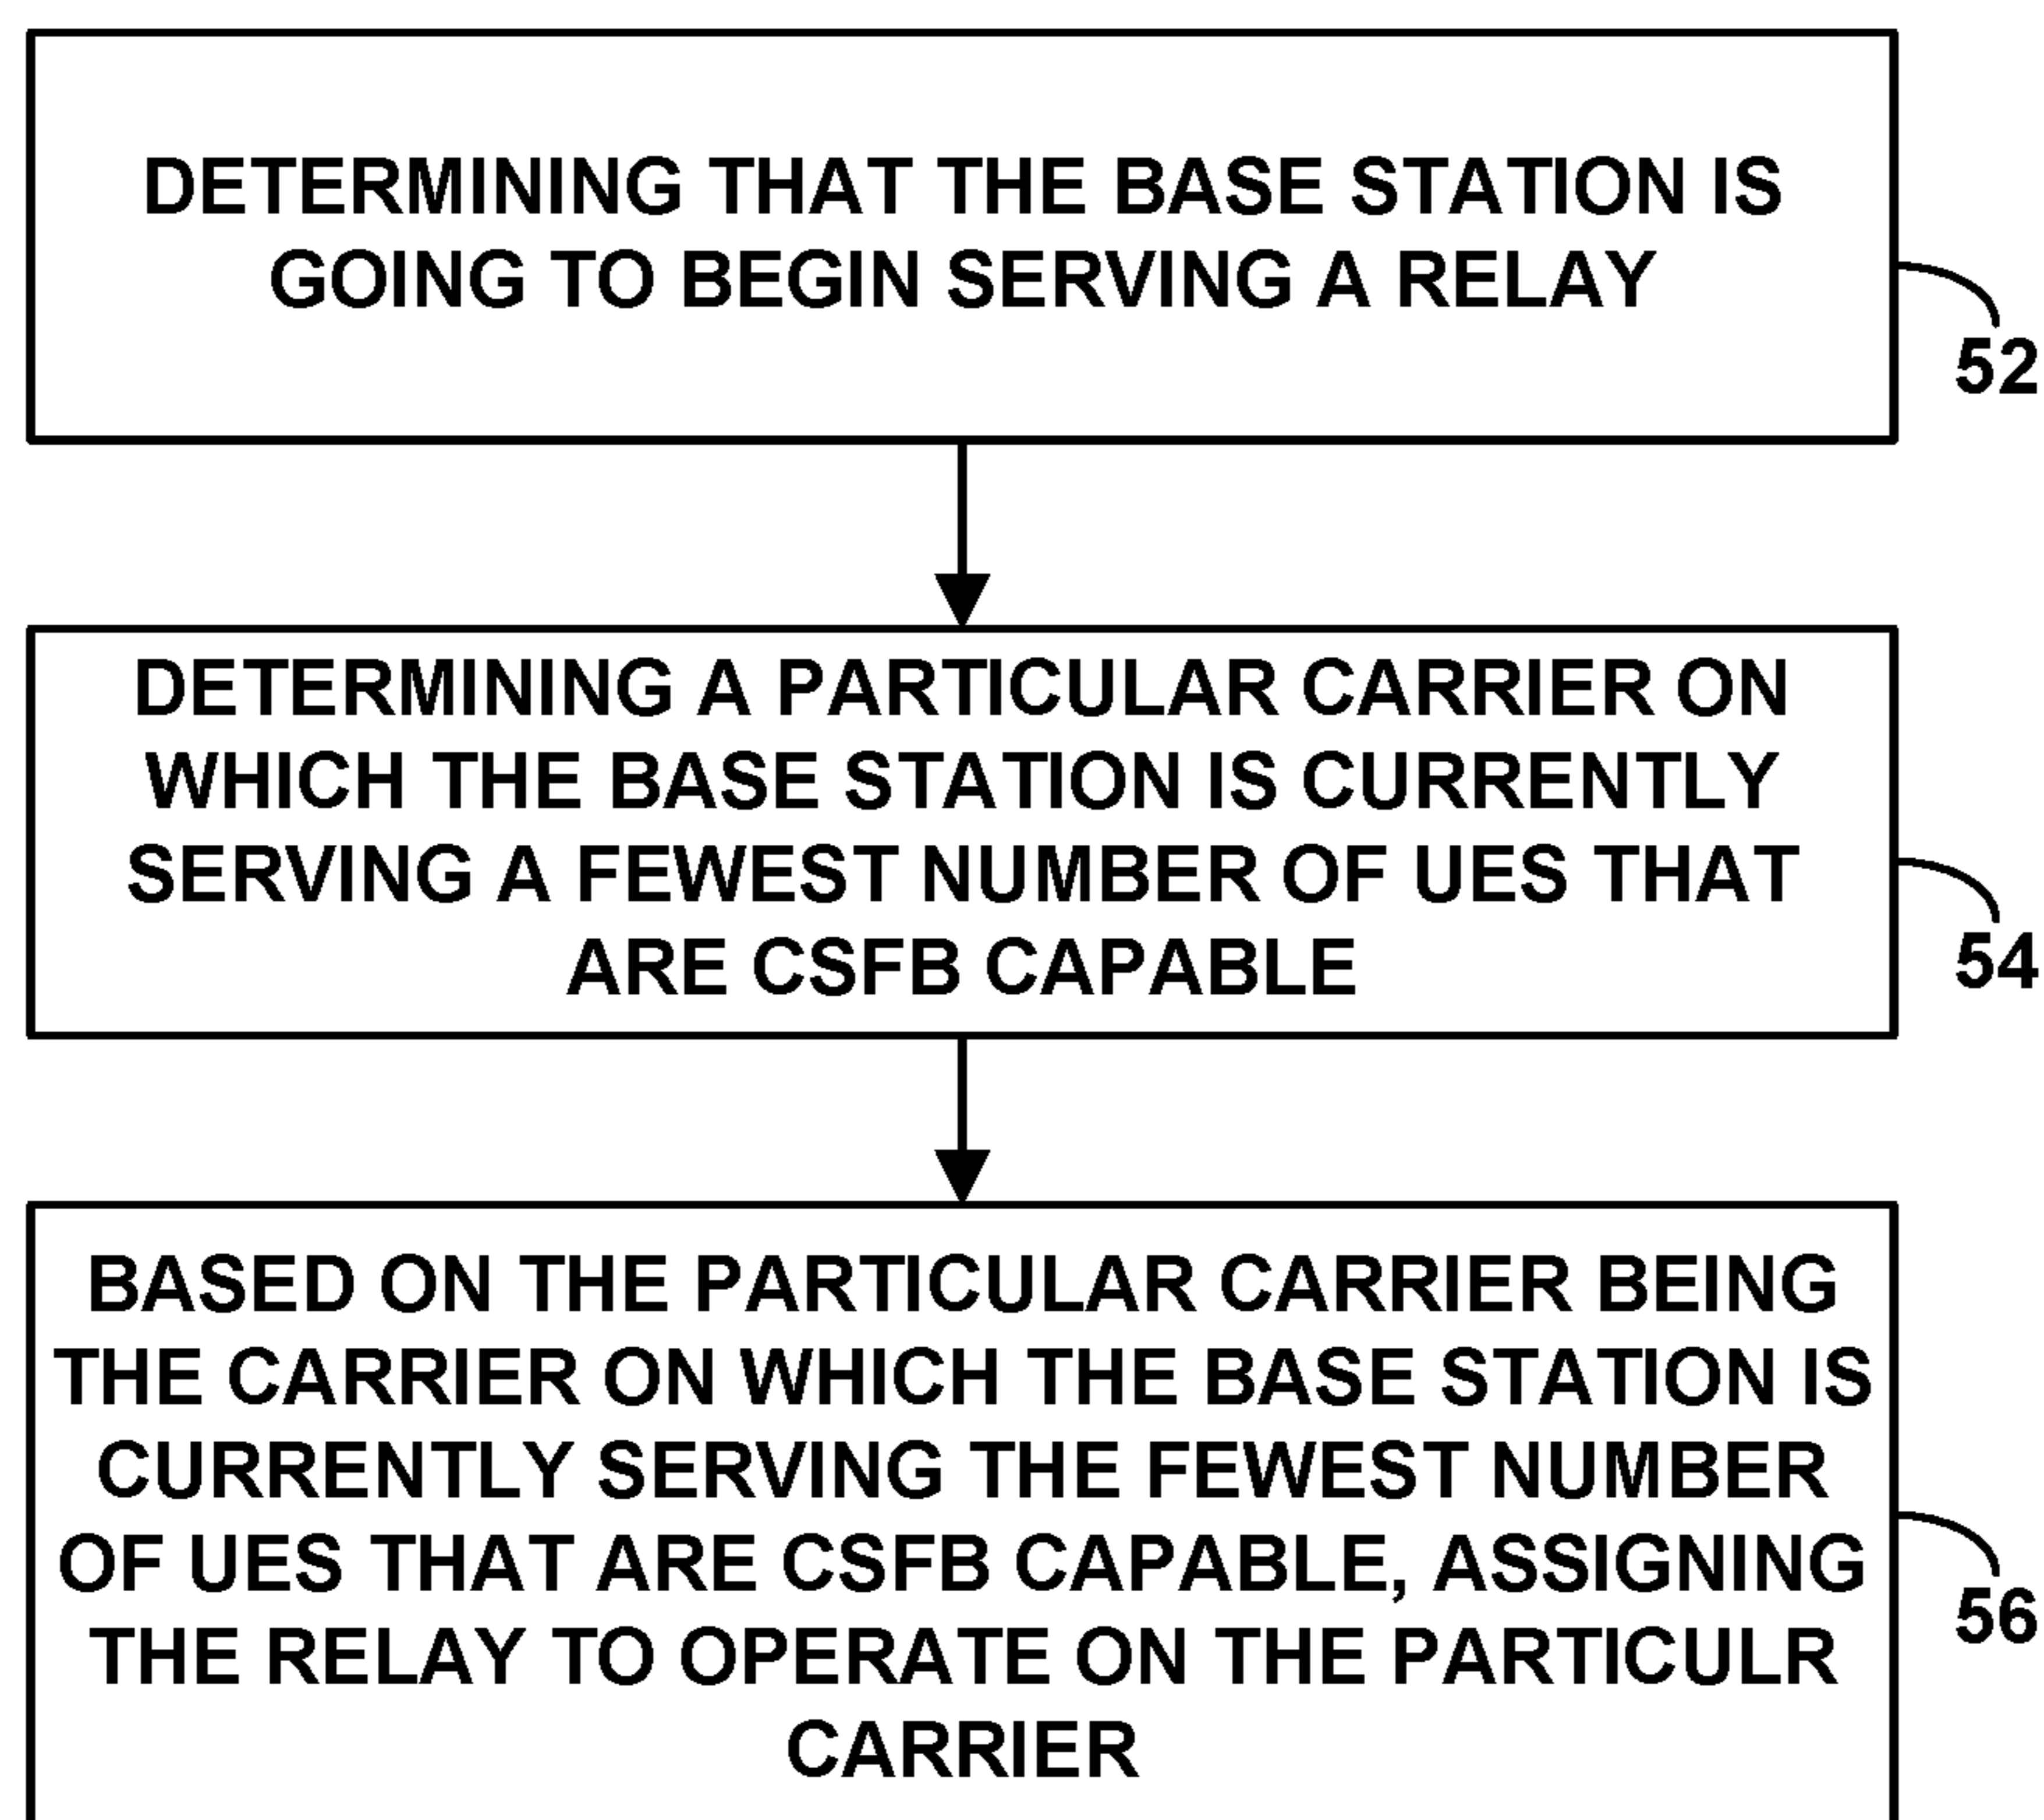 DETERMINING THAT THE BASE STATION IS
GOING TO BEGIN SERVING A RELAY
52
DETERMINING A PARTICULAR CARRIER ON
WHICH THE BASE STATION IS CURRENTLY
SERVING A FEWEST NUMBER OF UES THAT
ARE CSFB CAPABLE
54
BASED ON THE PARTICULAR CARRIER BEING
THE CARRIER ON WHICH THE BASE STATION IS
CURRENTLY SERVING THE FEWEST NUMBER
OF UES THAT ARE CSFB CAPABLE, ASSIGNING
THE RELAY TO OPERATE ON THE PARTICULR
CARRIER
56